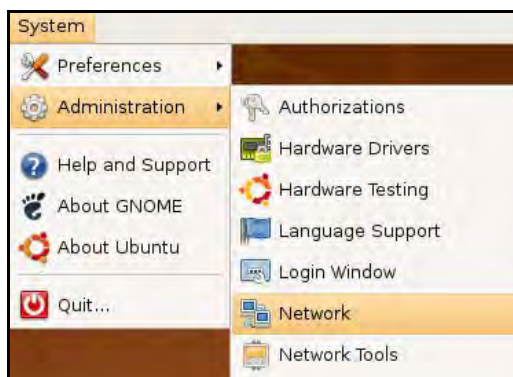 System
Preferences
Administration
Help and Support
About GNOME
About Ubuntu
Quit...
Authorizations
Hardware Drivers
Hardware Testing
Language Support
Login Window
Network
Network Tools